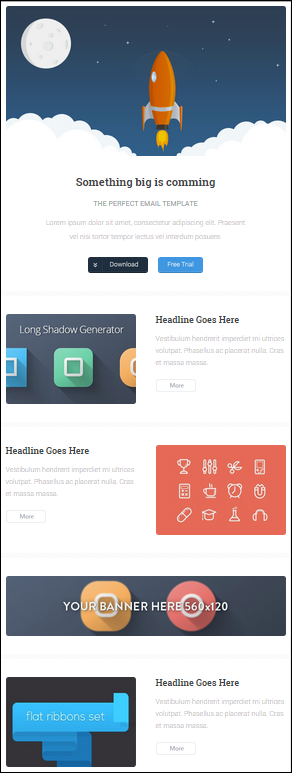 Something big is comming
THE PERFECT EMAIL TEMPLATE
Lorem ipsum dolor sit amet, consectetur adipiscing elit. Praesent
vel nisi tortor tempor lectus vel interdum posuere.
Download
Free Trial
Long Shadow Generator
Headline Goes Here
Vestibulum hendrerit imperdiet mi ultrices
volutpat. Phasellus ac placerat nulla. Cras
et massa massa.
More
Headline Goes Here
Vestibulum hendrerit imperdiet mi ultrices
volutpat. Phasellus ac placerat nulla. Cras
et massa massa.
More
YOUR BANNER HERE 560x120
flat ribbons set
Headline Goes Here
Vestibulum hendrerit imperdiet mi ultrices
volutpat. Phasellus ac placerat nulla. Cras
et massa massa.
More